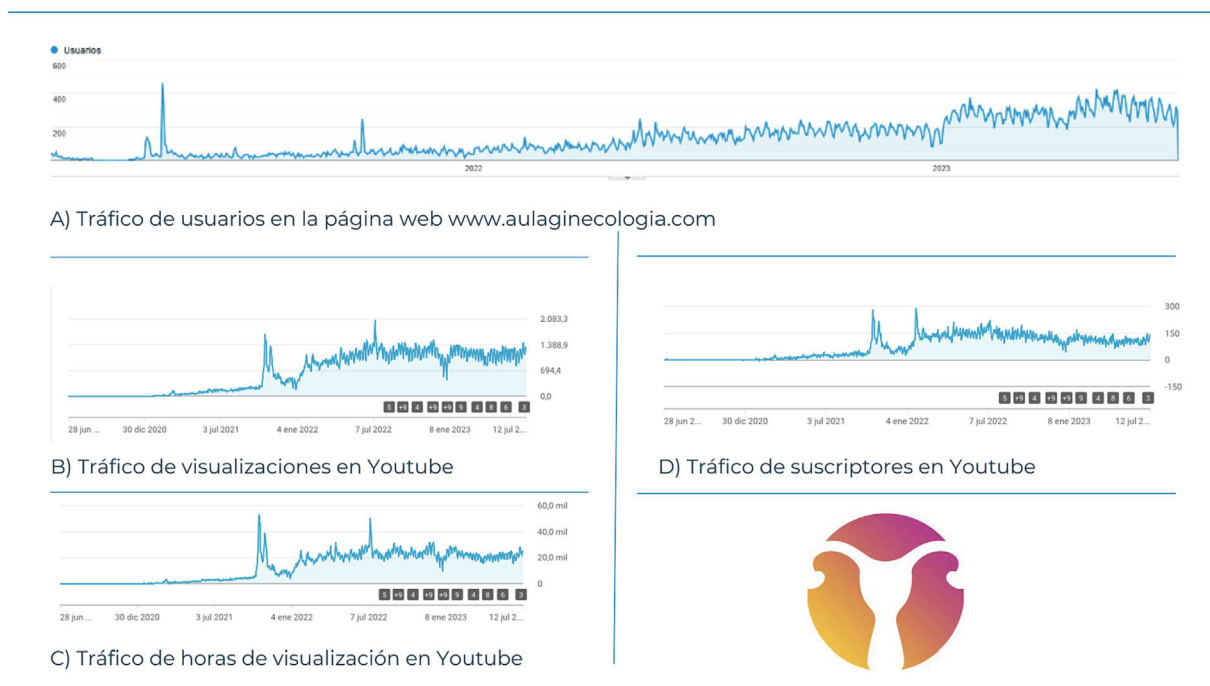 Usuarios
600
400
200
2022
2023
A) Tráfico de usuarios en la página web www.aulaginecologia.com
2.083,3
1.388,9
694,4
0,0
5 +9 4 +9 +9 9 4 8 6 3
28 jun ... 30 dic 2020 3 jul 2021 4 ene 2022 7 jul 2022 8 ene 2023 12 jul 2...
B) Tráfico de visualizaciones en Youtube
60,0 mil
40,0 mil
20,0 mil
0
5 +9 4 +9 +9 9 4 8 6 3
28 jun ... 30 dic 2020 3 jul 2021 4 ene 2022 7 jul 2022 8 ene 2023 12 jul 2...
C) Tráfico de horas de visualización en Youtube
300
150
0
-150
5 +9 4 +9 +9 9 4 8 6 3
28 jun 2... 30 dic 2020 3 jul 2021 4 ene 2022 7 jul 2022 8 ene 2023 12 jul 2...
D) Tráfico de suscriptores en Youtube